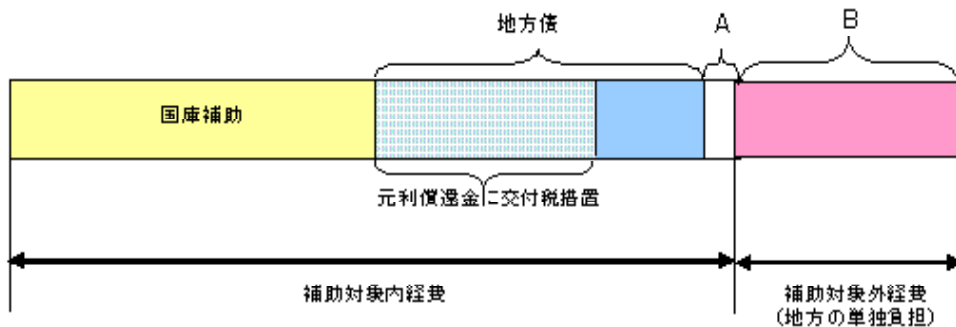 地方債
A
B
国庫補助
元利償還金に交付税措置
補助対象内経費
補助対象外経費
(地方の単独負担)